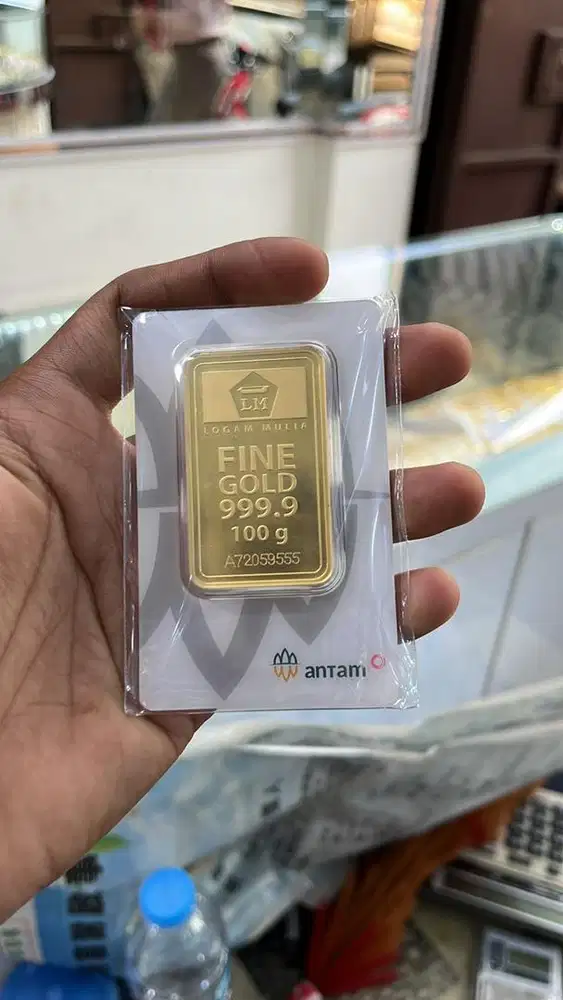 LM
LOGAM MULIA
FINE
GOLD
999.9
100 g
A72059555
antam